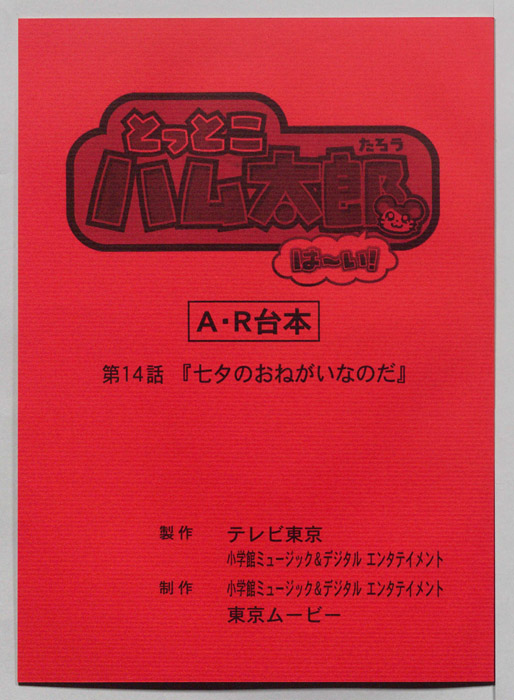 とっとこ
たろう
ハム太郎
は〜い!
A・R台本
第14話 『七夕のおねがいなのだ』
製作 テレビ東京
小学館ミュージック&デジタル エンタテイメント
制作 小学館ミュージック&デジタル エンタテイメント
東京ムービー